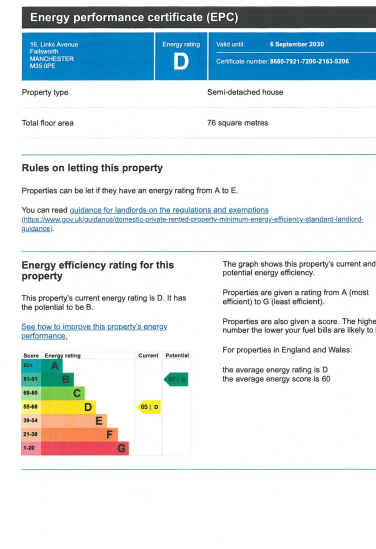 Energy performance certificate (EPC)
16, Links Avenue
Failsworth
MANCHESTER
M35 0PE
Energy rating
D
Valid until: 6 September 2030
Certificate number: 8680-7921-7200-2163-5206
Property type Semi-detached house
Total floor area 76 square metres
Rules on letting this property
Properties can be let if they have an energy rating from A to E.
You can read guidance for landlords on the regulations and exemptions
(https://www.gov.uk/guidance/domestic-private-rented-property-minimum-energy-efficiency-standard-landlord-
guidance).
Energy efficiency rating for this
property
This property's current energy rating is D. It has
the potential to be B.
See how to improve this property's energy
performance.
Score Energy rating Current Potential
92+ A
81-91 B
69-80 C
55-68 D 65 | D
39-54 E
21-38 F
1-20 G
The graph shows this property's current and
potential energy efficiency.
Properties are given a rating from A (most
efficient) to G (least efficient).
Properties are also given a score. The highe
number the lower your fuel bills are likely to
For properties in England and Wales:
the average energy rating is D
the average energy score is 60